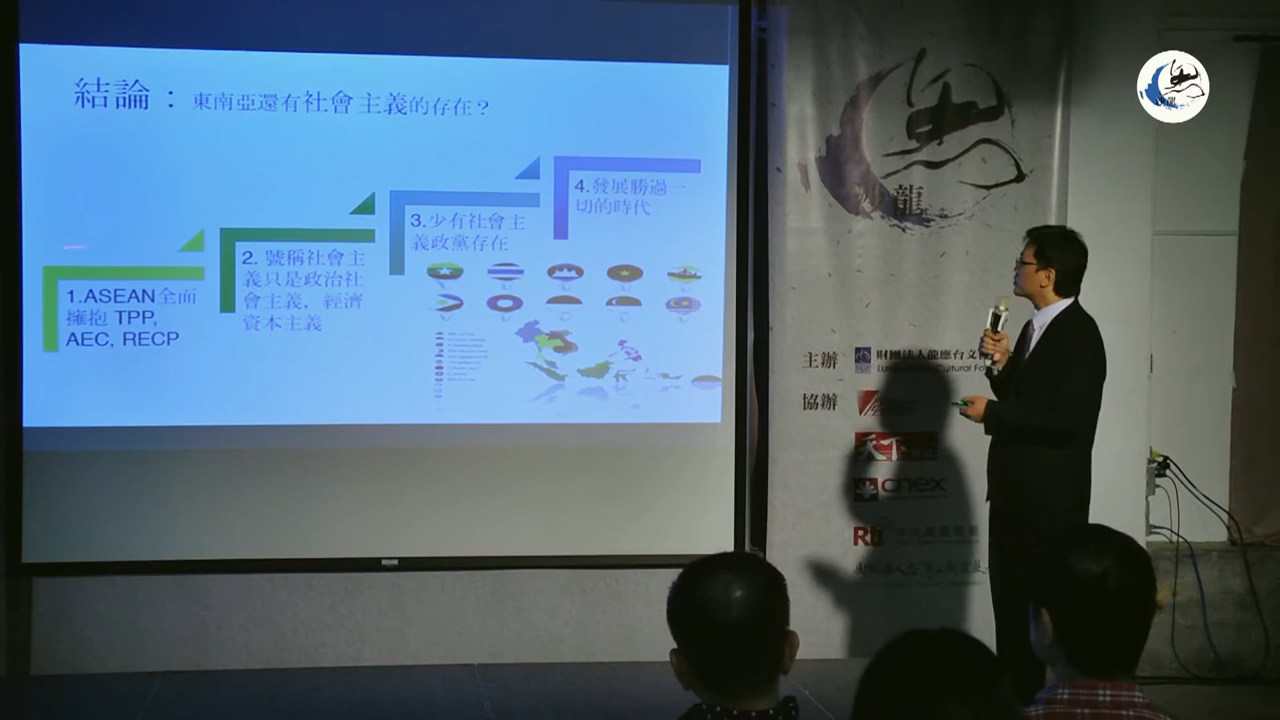 結論：東南亞還有社會主義的存在？
1.ASEAN全面
擁抱 TPP,
AEC, RECP
2. 號稱社會主
義只是政治社
會主義，經濟
資本主義
3.少有社會主
義政黨存在
4.發展勝過一
切的時代
龍
主辦
財團法人龍應台文
協辦
天下
CNEX
Rti